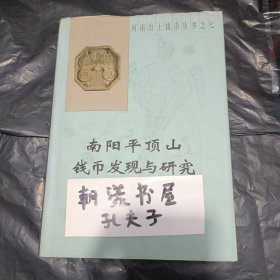 河南出土钱币丛书之七
南阳平顶山
钱币发现与研究
朝漾书屋
孔夫子